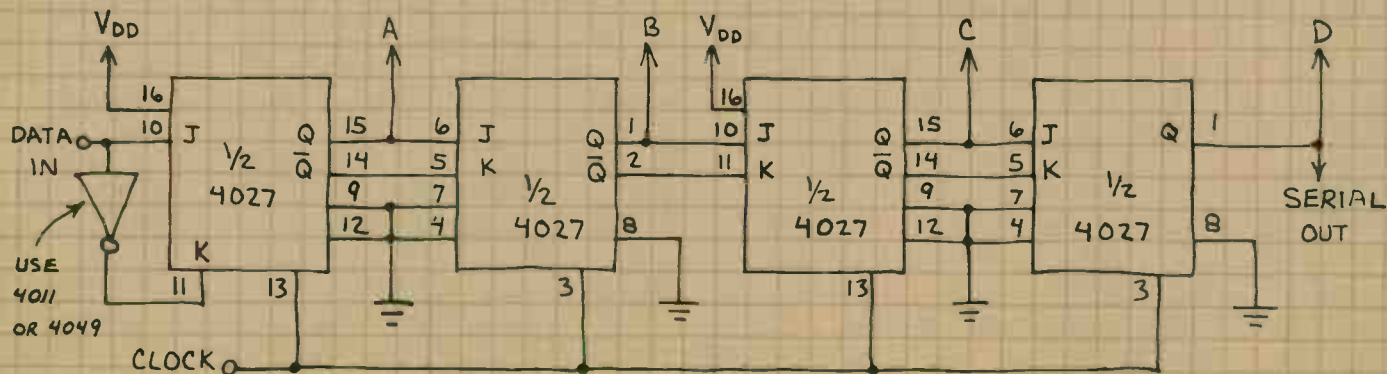 VDD A B VDD C D
16 16
DATA 10 J Q 15 6 J Q 1 10 J Q 15 6 J Q 1
IN 1/2 Q̅ 14 5 K Q̅ 2 11 K 1/2 Q̅ 14 5 K
4027 9 7 1/2 4027 9 7 1/2 SERIAL
12 4 4027 8 12 4 4027 8 OUT
USE K
4011 11 13 3 13 3
OR 4049
CLOCK